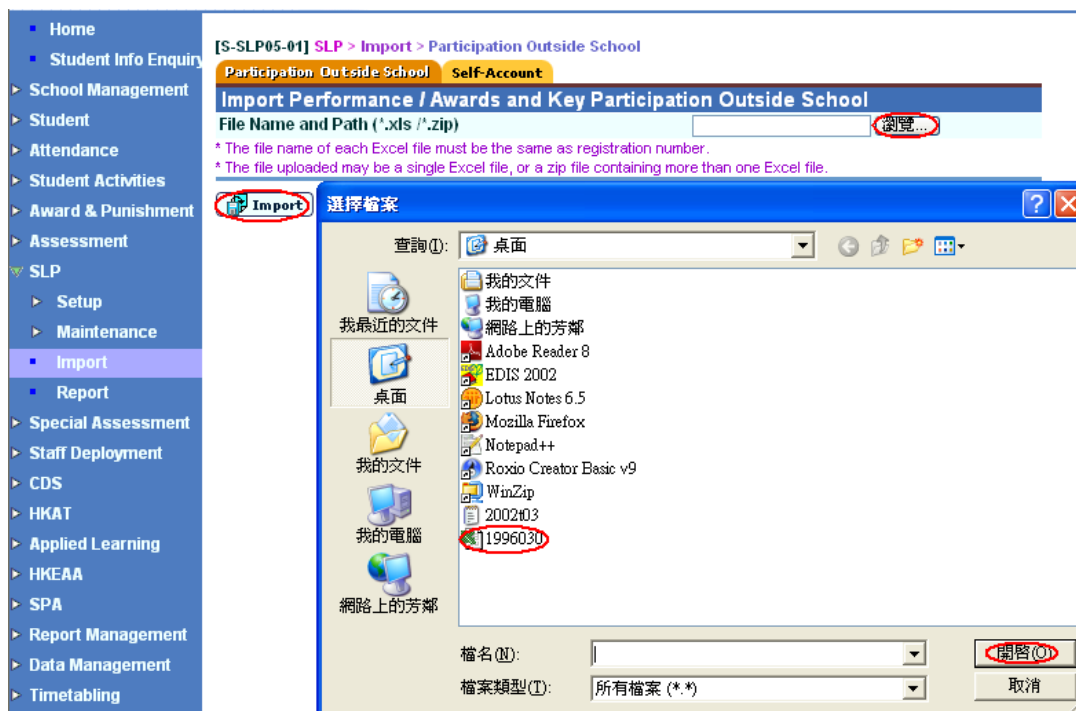 Home
Student Info Enquiry
School Management
Student
Attendance
Student Activities
Award & Punishment
Assessment
SLP
Setup
Maintenance
Import
Report
Special Assessment
Staff Deployment
CDS
HKAT
Applied Learning
HKEAA
SPA
Report Management
Data Management
Timetabling
[S-SLP05-01] SLP > Import > Participation Outside School
Participation Outside School Self-Account
Import Performance / Awards and Key Participation Outside School
File Name and Path (*.xls /*.zip) 瀏覽...
* The file name of each Excel file must be the same as registration number.
* The file uploaded may be a single Excel file, or a zip file containing more than one Excel file.
Import
選擇檔案
查詢(I): 桌面
我最近的文件
桌面
我的文件
我的電腦
網路上的芳鄰
我的文件
我的電腦
網路上的芳鄰
Adobe Reader 8
EDIS 2002
Lotus Notes 6.5
Mozilla Firefox
Notepad++
Roxio Creator Basic v9
WinZip
2002t03
1996030
檔名(N): 開啓(O)
檔案類型(T): 所有檔案 (*.*) 取消